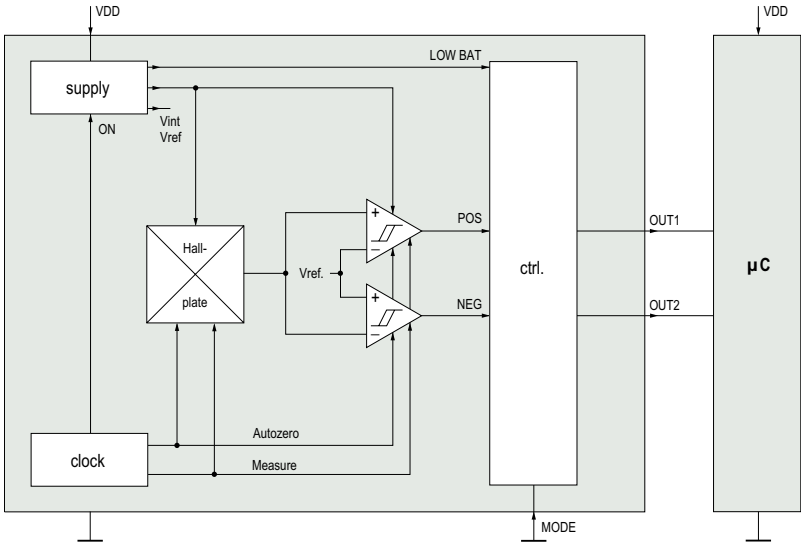 VDD
VDD
LOW BAT
supply
Vint
Vref
ON
+
POS
OUT1
Hall-
−
ctrl.
µC
Vref.
plate
+
NEG
OUT2
−
Autozero
clock
Measure
MODE